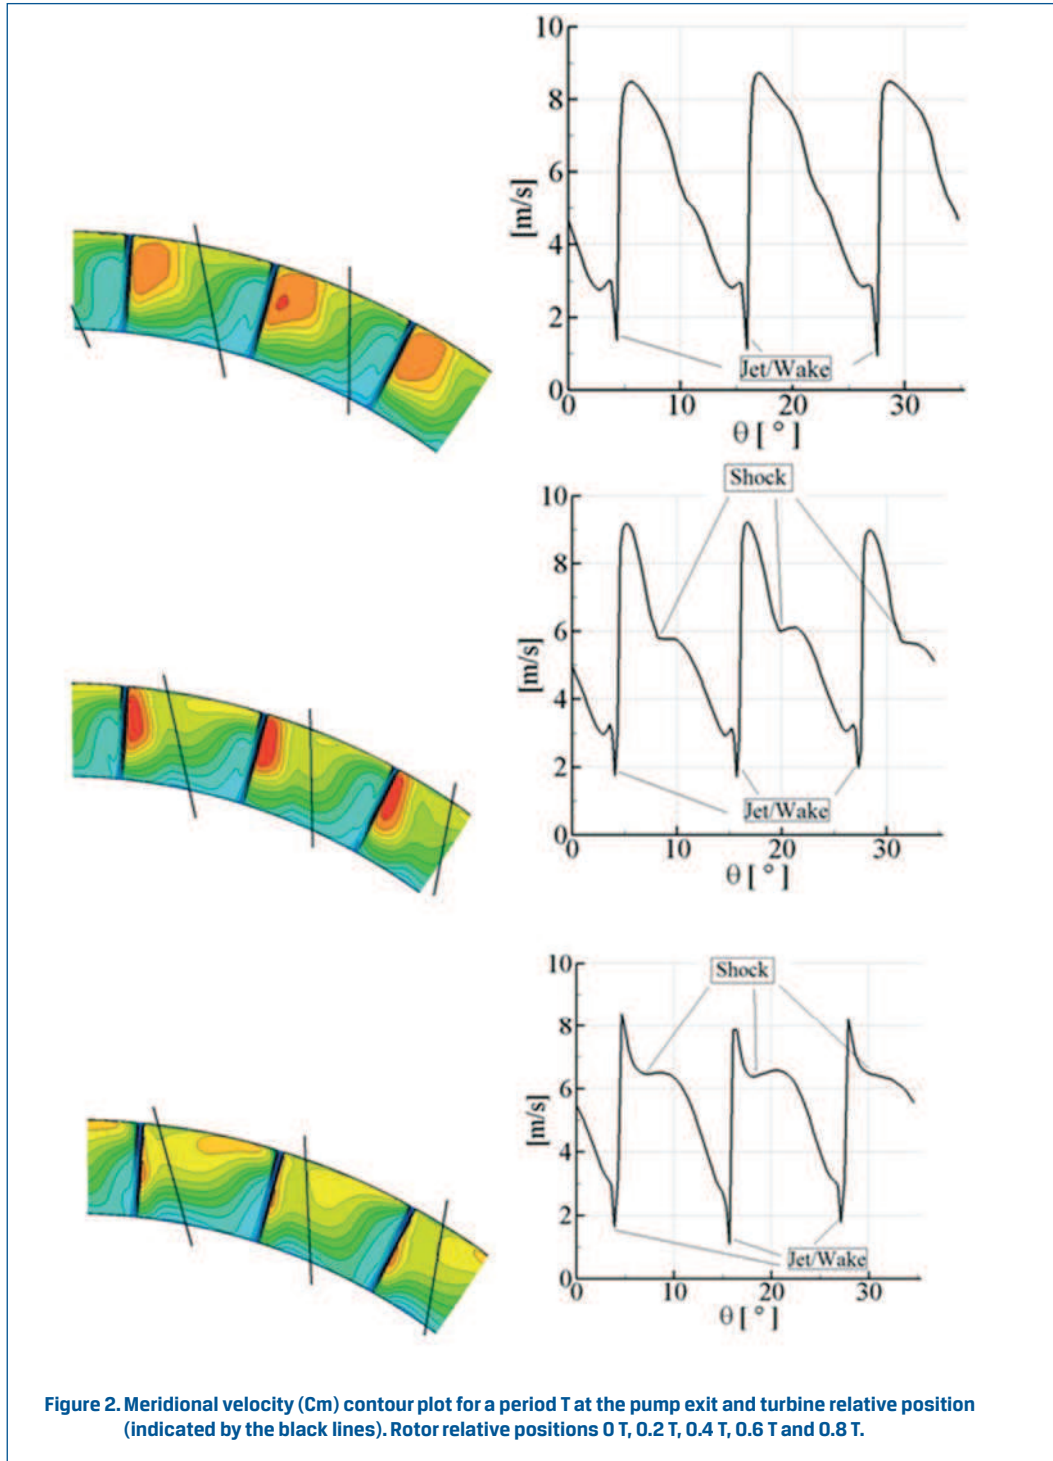 10
8
6
4
2
0
[m/s]
Jet/Wake
0 10 20 30
θ [ ° ]
Shock
10
8
6
4
2
0
[m/s]
Jet/Wake
0 10 20 30
θ [ ° ]
Shock
10
8
6
4
2
0
[m/s]
Jet/Wake
0 10 20 30
θ [ ° ]
Figure 2. Meridional velocity (Cm) contour plot for a period T at the pump exit and turbine relative position
(indicated by the black lines). Rotor relative positions 0 T, 0.2 T, 0.4 T, 0.6 T and 0.8 T.